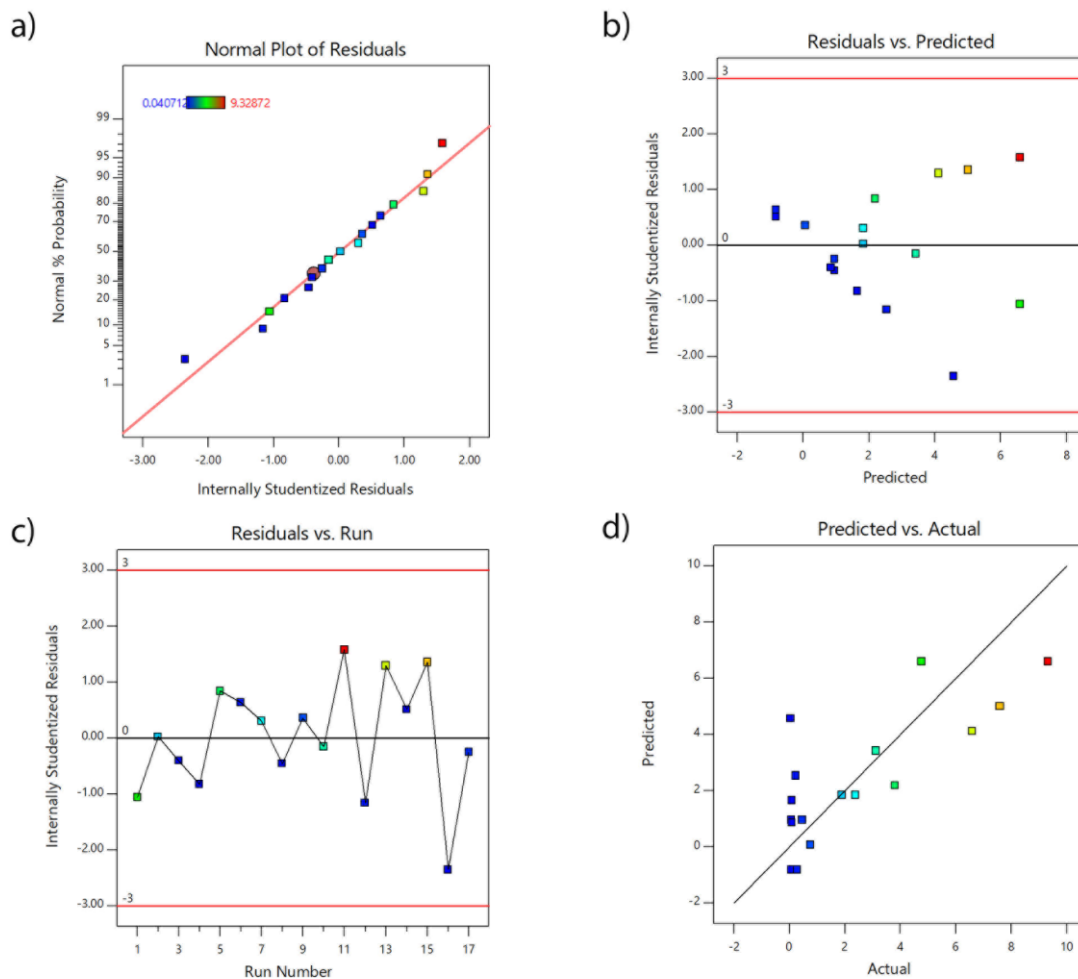 a)
Normal Plot of Residuals
0.040712
9.32872
99
95
90
80
70
50
30
20
10
5
1
Normal % Probability
-3.00 -2.00 -1.00 0.00 1.00 2.00
Internally Studentized Residuals
b)
Residuals vs. Predicted
3.00
2.00
1.00
0.00
-1.00
-2.00
-3.00
3
0
-3
Internally Studentized Residuals
-2 0 2 4 6 8
Predicted
c)
Residuals vs. Run
3.00
2.00
1.00
0.00
-1.00
-2.00
-3.00
3
0
-3
Internally Studentized Residuals
1 3 5 7 9 11 13 15 17
Run Number
d)
Predicted vs. Actual
10
8
6
4
2
0
-2
Predicted
-2 0 2 4 6 8 10
Actual